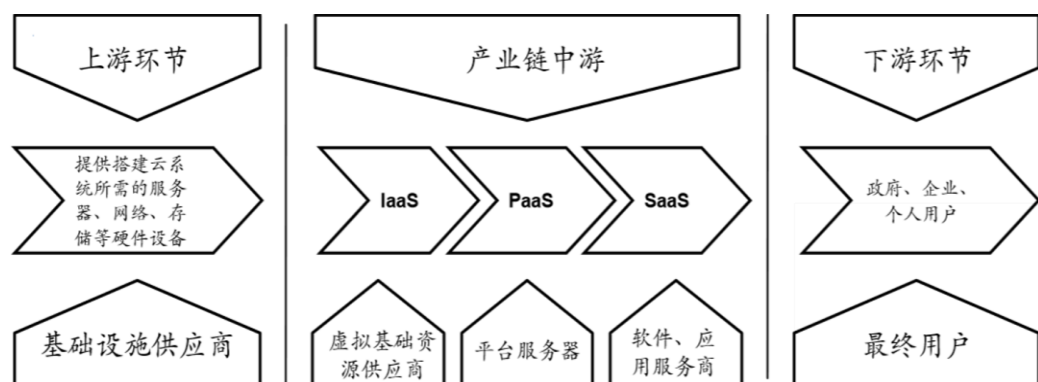 上游环节
产业链中游
下游环节
提供搭建云系
统所需的服务
器、网络、存
储等硬件设备
IaaS
PaaS
SaaS
政府、企业、
个人用户
基础设施供应商
虚拟基础资
源供应商
平台服务器
软件、应
用服务商
最终用户